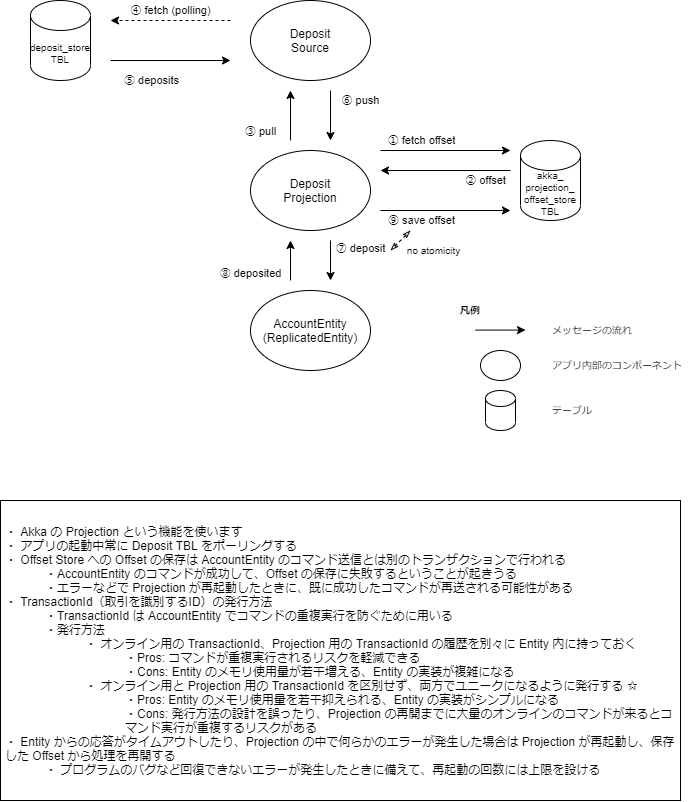 ④ fetch (polling)
deposit_store
TBL
⑤ deposits
Deposit
Source
③ pull
⑥ push
① fetch offset
② offset
⑨ save offset
no atomicity
akka_
projection_
offset_store
TBL
Deposit
Projection
⑦ deposit
⑧ deposited
AccountEntity
(ReplicatedEntity)
凡例
メッセージの流れ
アプリ内部のコンポーネント
テーブル
・ Akka の Projection という機能を使います
・ アプリの起動中常に Deposit TBL をポーリングする
・ Offset Store への Offset の保存は AccountEntity のコマンド送信とは別のトランザクションで行われる
・ AccountEntity のコマンドが成功して、Offset の保存に失敗するということが起きうる
・ エラーなどで Projection が再起動したときに、既に成功したコマンドが再送される可能性がある
・ TransactionId（取引を識別するID）の発行方法
・TransactionId は AccountEntity でコマンドの重複実行を防ぐために用いる
・発行方法
・ オンライン用の TransactionId、Projection 用の TransactionId の履歴を別々に Entity 内に持っておく
・Pros: コマンドが重複実行されるリスクを軽減できる
・Cons: Entity のメモリ使用量が若干増える、Entity の実装が複雑になる
・ オンライン用と Projection 用の TransactionId を区別せず、両方でユニークになるように発行する ☆
・Pros: Entity のメモリ使用量を若干抑えられる、Entity の実装がシンプルになる
・Cons: 発行方法の設計を誤ったり、Projection の再開までに大量のオンラインのコマンドが来るとコ
マンド実行が重複するリスクがある
・ Entity からの応答がタイムアウトしたり、Projection の中で何らかのエラーが発生した場合は Projection が再起動し、保存
した Offset から処理を再開する
・ プログラムのバグなど回復できないエラーが発生したときに備えて、再起動の回数には上限を設ける